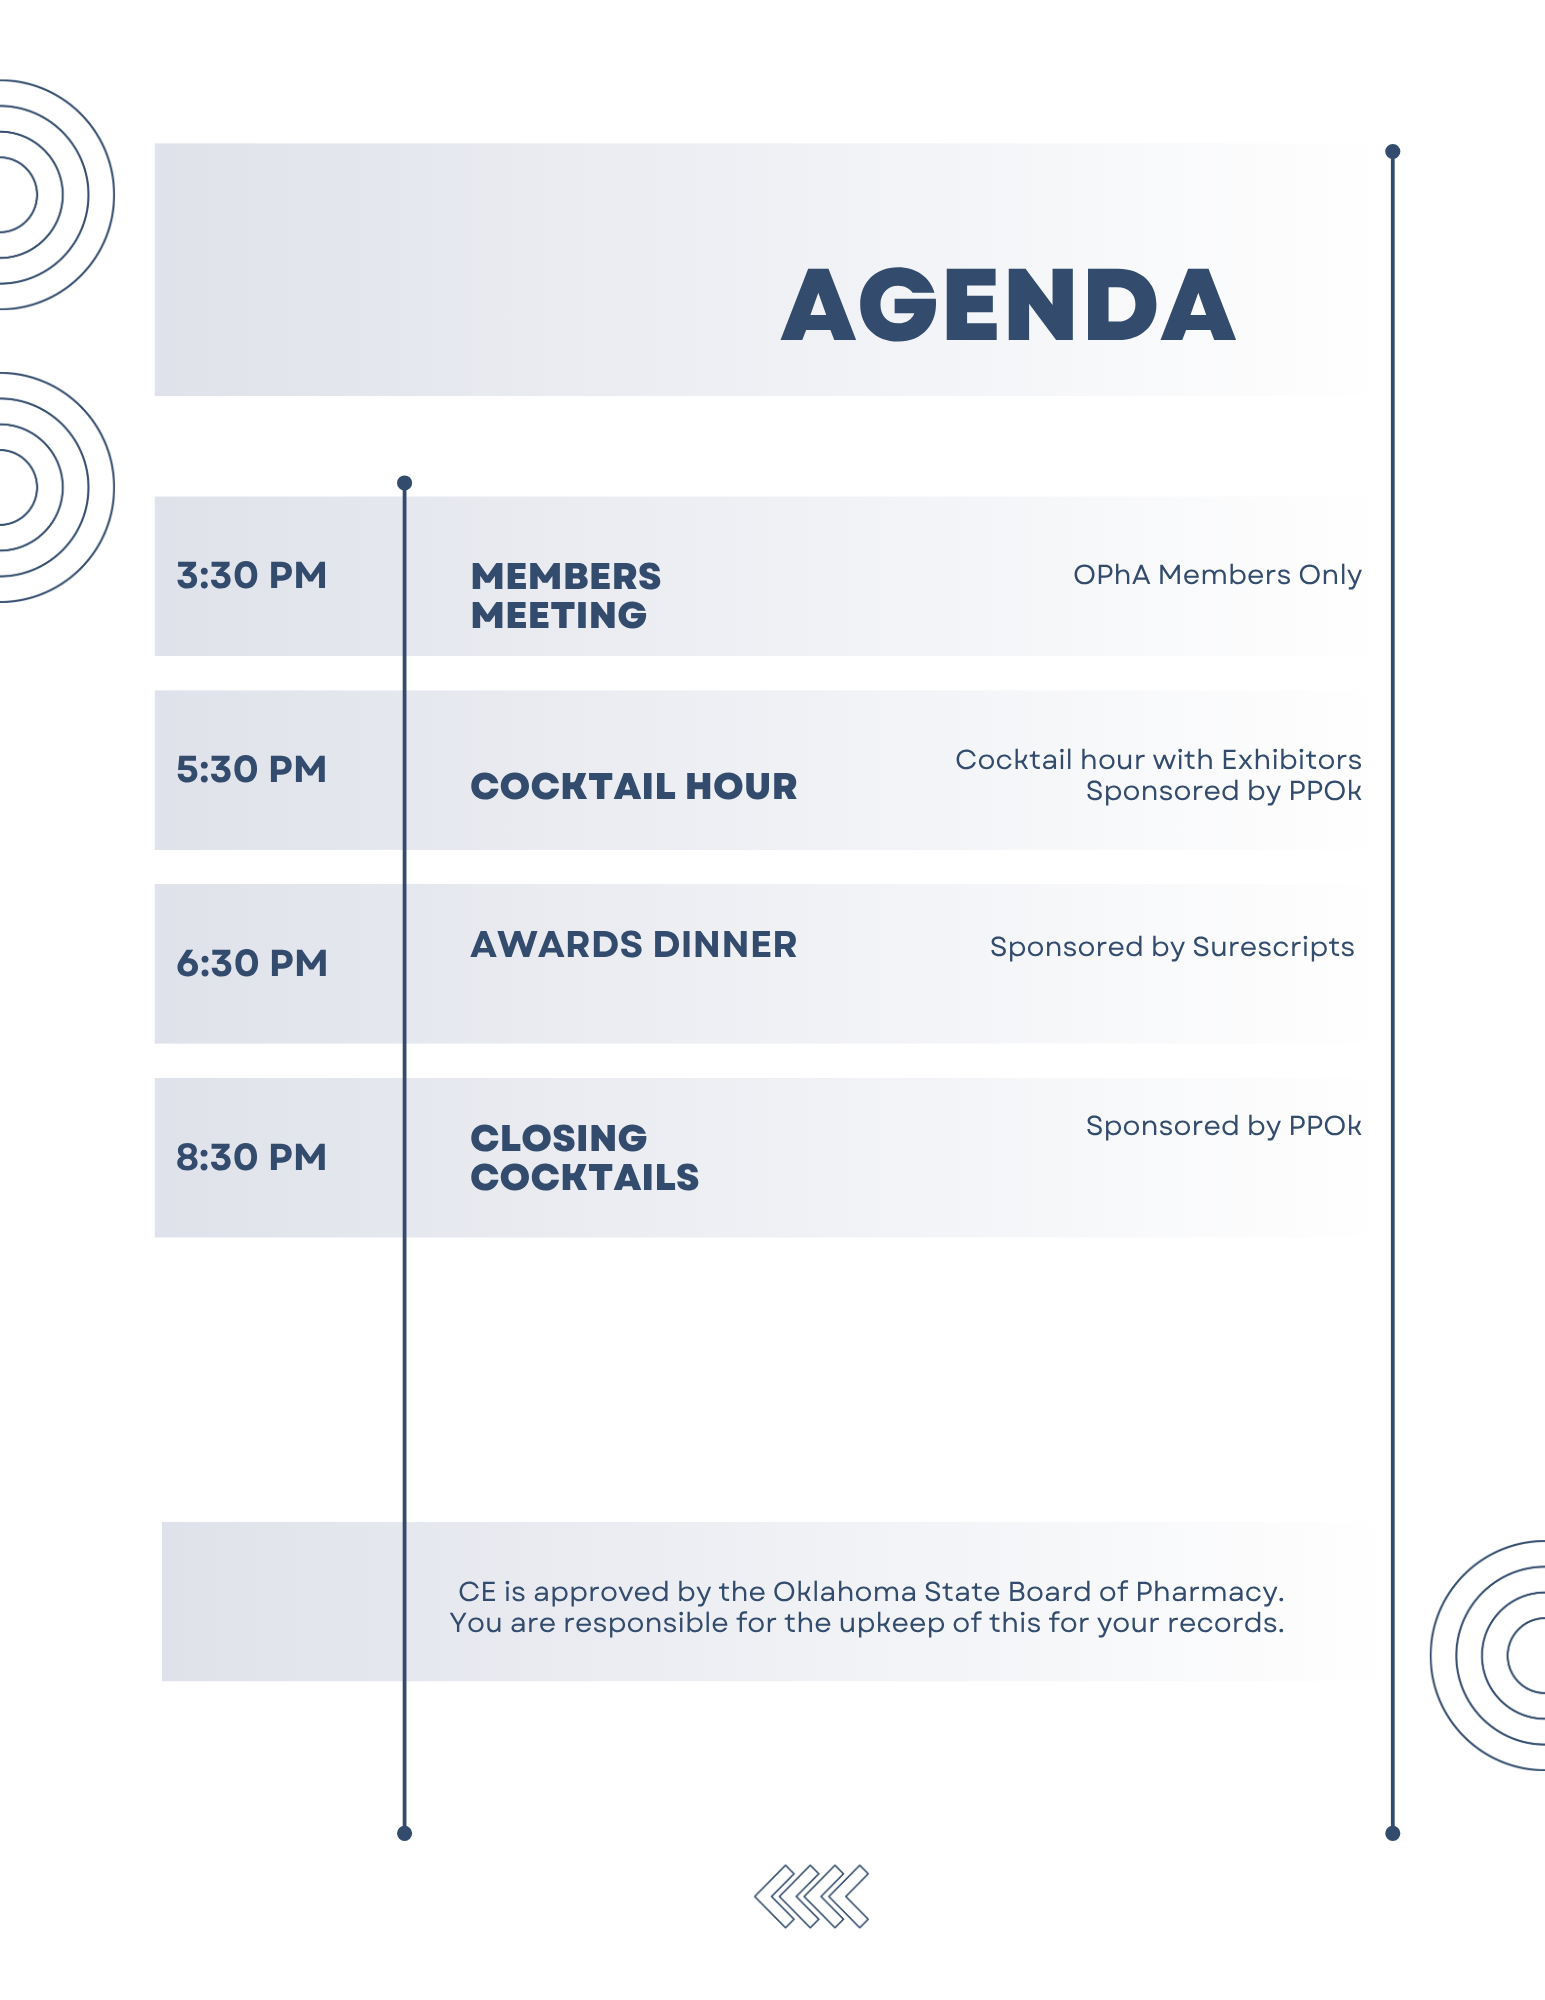 AGENDA
3:30 PM
MEMBERS
MEETING
OPhA Members Only
5:30 PM
COCKTAIL HOUR
Cocktail hour with Exhibitors
Sponsored by PPOk
6:30 PM
AWARDS DINNER
Sponsored by Surescripts
8:30 PM
CLOSING
COCKTAILS
Sponsored by PPOk
CE is approved by the Oklahoma State Board of Pharmacy.
You are responsible for the upkeep of this for your records.